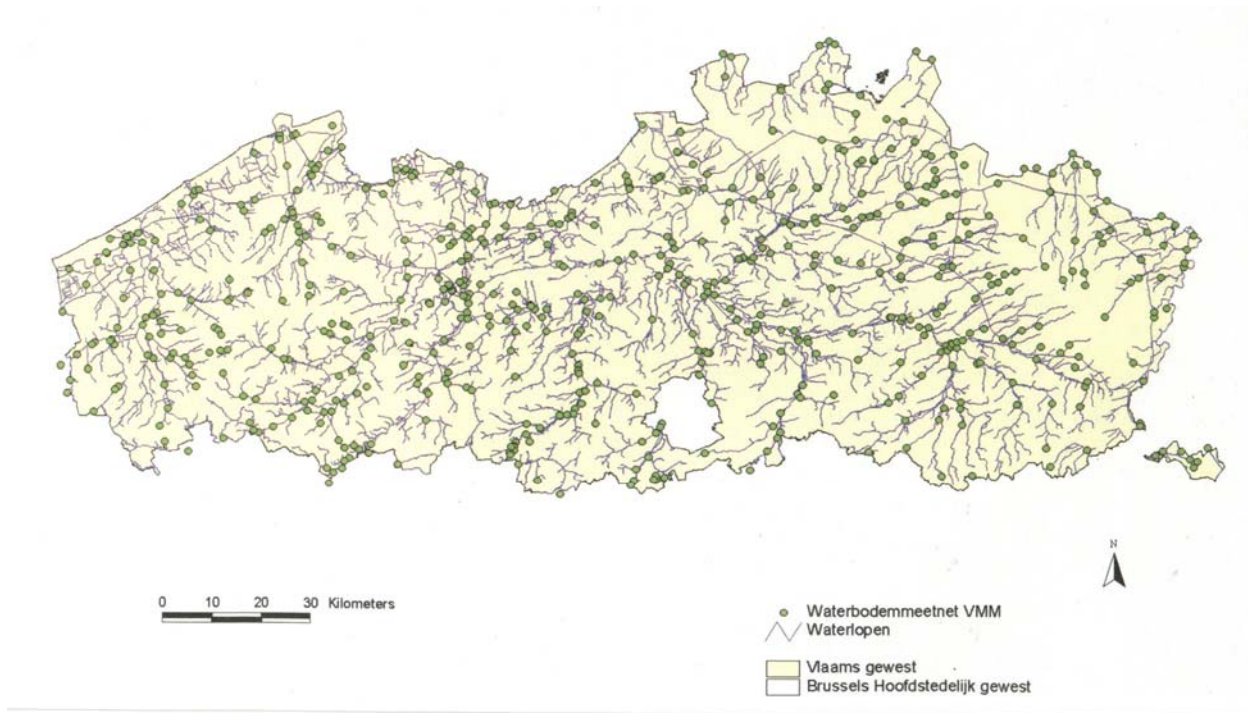 N
0 10 20 30 Kilometers
Waterbodemmeetnet VMM
Waterlopen
Vlaams gewest
Brussels Hoofdstedelijk gewest